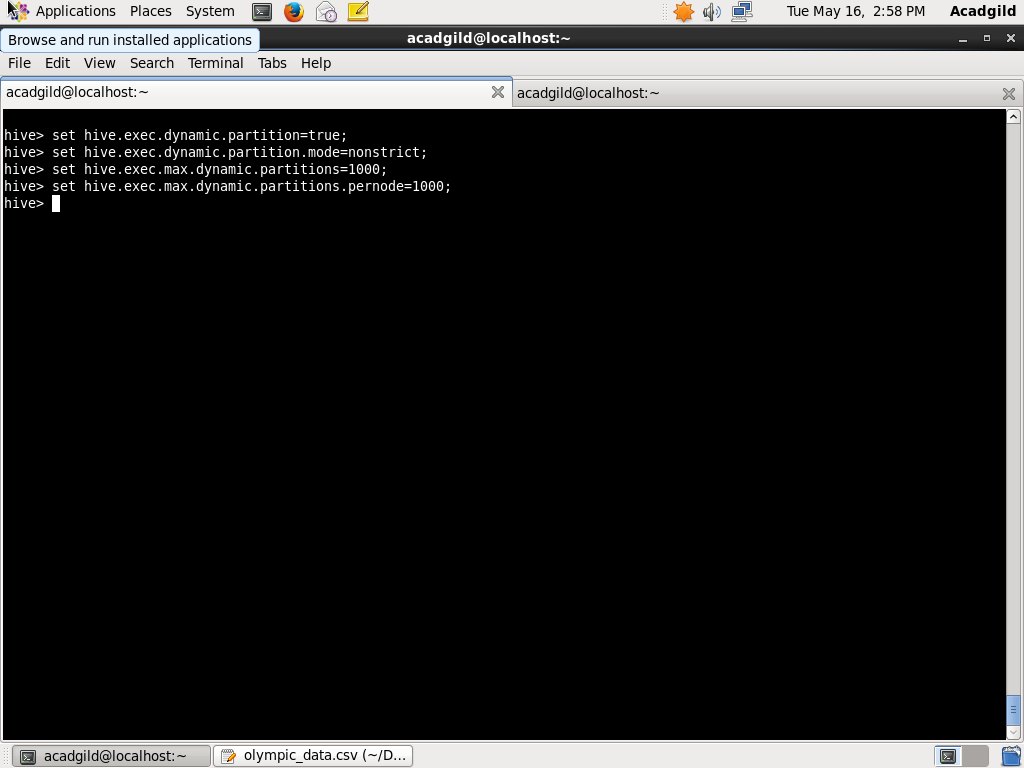 Applications Places System Tue May 16, 2:58 PM Acadgild
Browse and run installed applications
acadgild@localhost:~
File Edit View Search Terminal Tabs Help
acadgild@localhost:~ acadgild@localhost:~
hive> set hive.exec.dynamic.partition=true;
hive> set hive.exec.dynamic.partition.mode=nonstrict;
hive> set hive.exec.max.dynamic.partitions=1000;
hive> set hive.exec.max.dynamic.partitions.pernode=1000;
hive>
acadgild@localhost:~ olympic_data.csv (~/D...